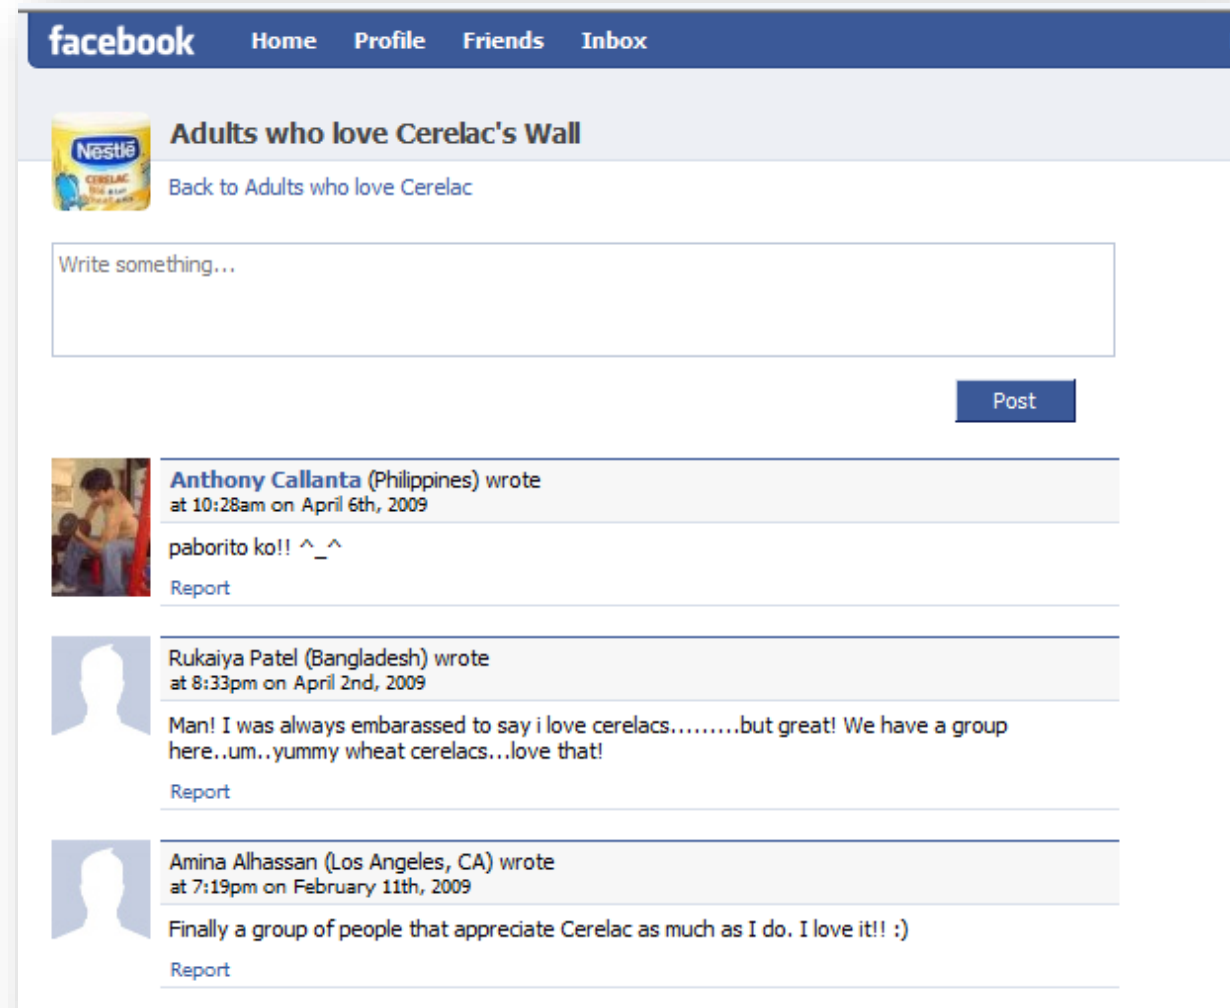 facebook Home Profile Friends Inbox
Adults who love Cerelac's Wall
Nestlé
CERELAC
Back to Adults who love Cerelac
Write something...
Post
Anthony Callanta (Philippines) wrote
at 10:28am on April 6th, 2009
paborito ko!! ^_^
Report
Rukaiya Patel (Bangladesh) wrote
at 8:33pm on April 2nd, 2009
Man! I was always embarassed to say i love cerelacs.........but great! We have a group
here..um..yummy wheat cerelacs...love that!
Report
Amina Alhassan (Los Angeles, CA) wrote
at 7:19pm on February 11th, 2009
Finally a group of people that appreciate Cerelac as much as I do. I love it!! :)
Report